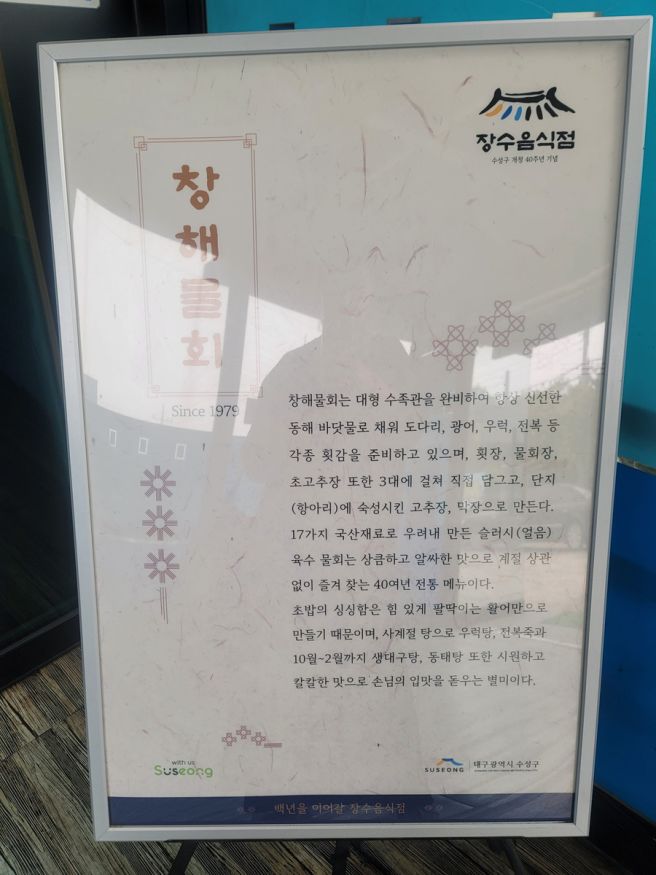 장수음식점
수성구 개청 40주년 기념
창
해
물
회
Since 1979
창해물회는 대형 수족관을 완비하여 항상 신선한
동해 바닷물로 채워 도다리, 광어, 우럭, 전복 등
각종 횟감을 준비하고 있으며, 횟장, 물회장,
초고추장 또한 3대에 걸쳐 직접 담그고, 단지
(항아리)에 숙성시킨 고추장, 막장으로 만든다.
17가지 국산재료로 우려내 만든 슬러시(얼음)
육수 물회는 상큼하고 알싸한 맛으로 계절 상관
없이 즐겨 찾는 40여년 전통 메뉴이다.
초밥의 싱싱함은 힘 있게 팔딱이는 활어만으로
만들기 때문이며, 사계절 탕으로 우럭탕, 전복죽과
10월~2월까지 생대구탕, 동태탕 또한 시원하고
칼칼한 맛으로 손님의 입맛을 돋우는 별미이다.
with us
Suseong
SUSEONG
대구광역시 수성구
백년을 이어갈 장수음식점